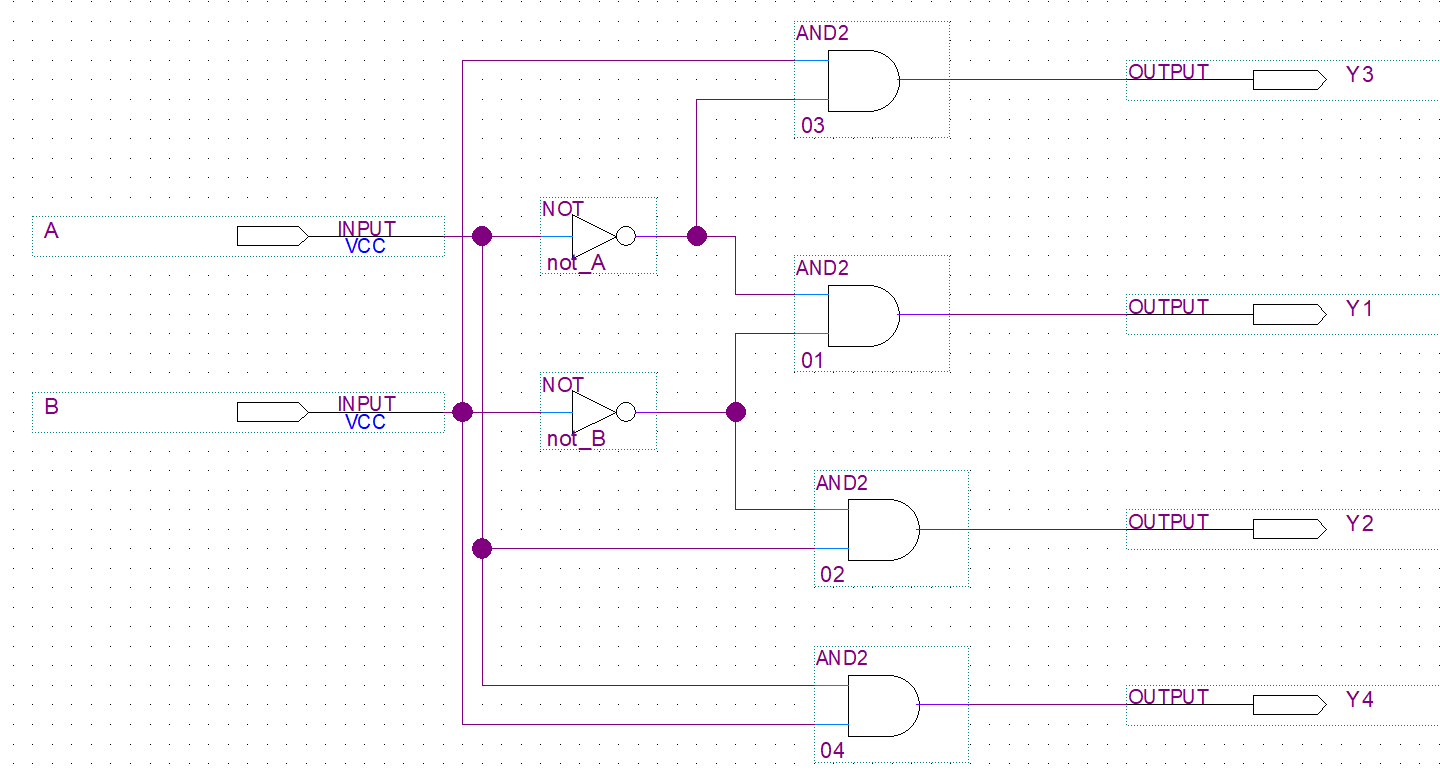 AND2
OUTPUT
Y3
03
A
INPUT
VCC
NOT
not_A
AND2
OUTPUT
Y1
01
B
INPUT
VCC
NOT
not_B
AND2
OUTPUT
Y2
02
AND2
OUTPUT
Y4
04